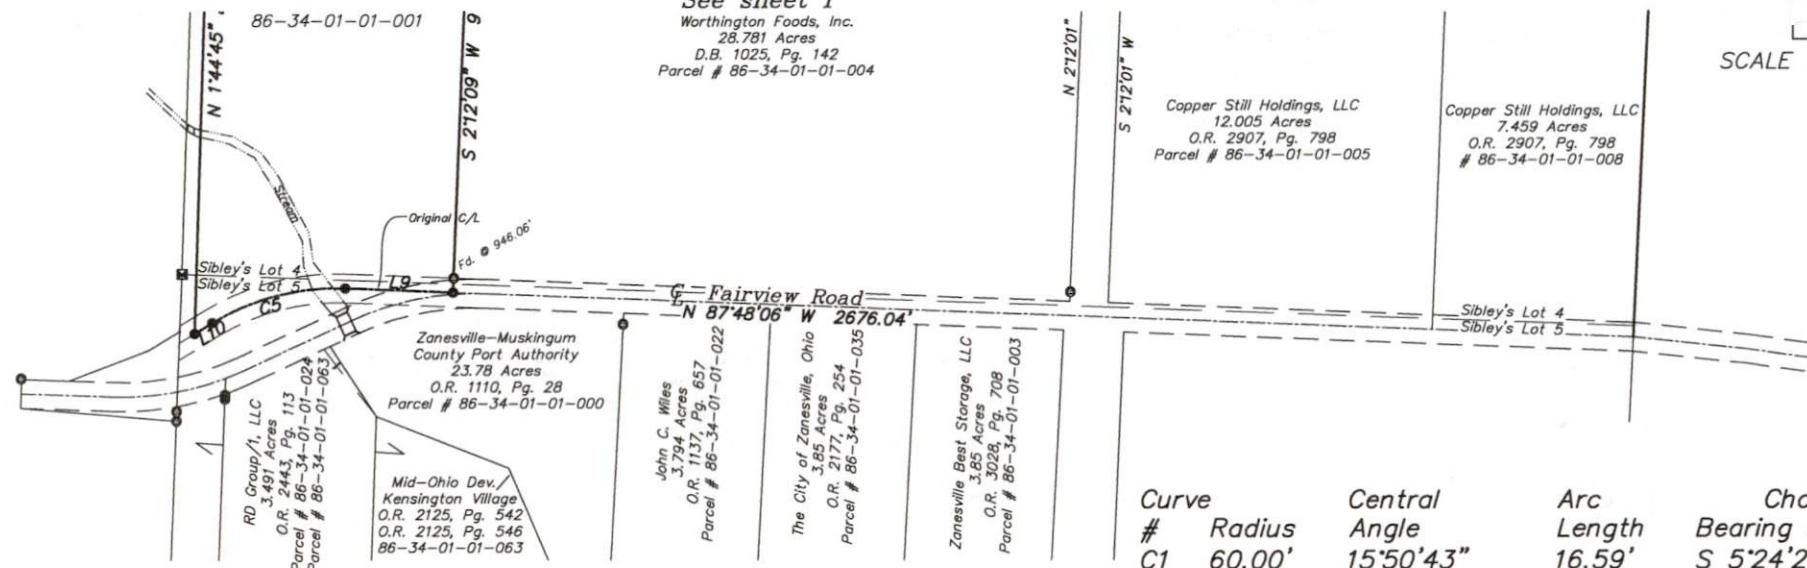 See sheet 1
Worthington Foods, Inc.
28.781 Acres
D.B. 1025, Pg. 142
Parcel # 86-34-01-01-004
86-34-01-01-001
N 1°44'45"
S 2°12'09" W 9
N 2°12'01"
S 2°12'01" W
SCALE
Copper Still Holdings, LLC
12.005 Acres
O.R. 2907, Pg. 798
Parcel # 86-34-01-01-005
Copper Still Holdings, LLC
7.459 Acres
O.R. 2907, Pg. 798
# 86-34-01-01-008
Stream
Original C/L
Fd. @ 946.06'
Sibley's Lot 4
Sibley's Lot 5
L9
C5
L10
CL Fairview Road
N 87°48'06" W 2676.04'
Sibley's Lot 4
Sibley's Lot 5
Zanesville-Muskingum
County Port Authority
23.78 Acres
O.R. 1110, Pg. 28
Parcel # 86-34-01-01-000
RD Group/1, LLC
3.491 Acres
O.R. 2443, Pg. 113
Parcel # 86-34-01-01-024
Parcel # 86-34-01-01-063
Mid-Ohio Dev./
Kensington Village
O.R. 2125, Pg. 542
O.R. 2125, Pg. 546
86-34-01-01-063
John C. Wiles
3.794 Acres
O.R. 1137, Pg. 657
Parcel # 86-34-01-01-022
The City of Zanesville, Ohio
3.85 Acres
O.R. 2177, Pg. 254
Parcel # 86-34-01-01-035
Zanesville Best Storage, LLC
3.85 Acres
O.R. 3028, Pg. 708
Parcel # 86-34-01-01-003
Curve Central Arc Cho
# Radius Angle Length Bearing
C1 60.00' 15°50'43" 16.59' S 5°24'2